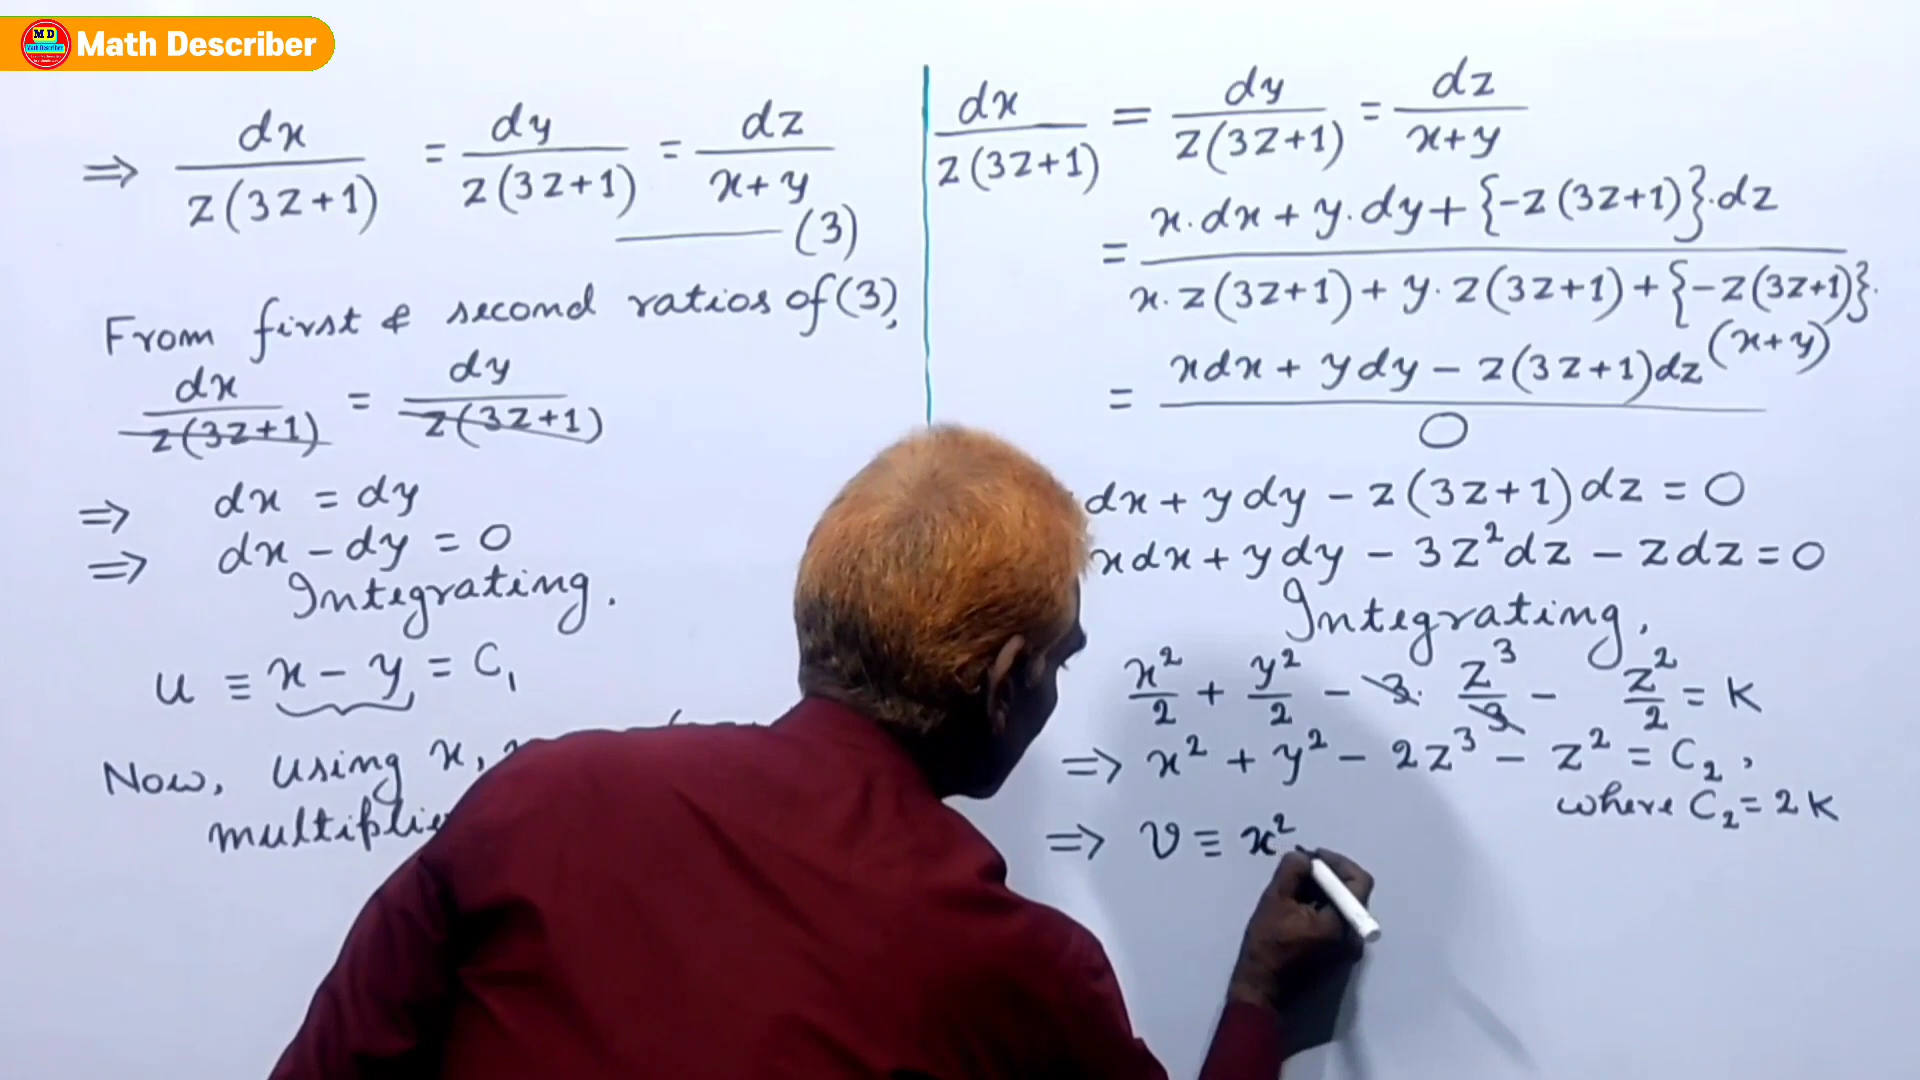 MD
Math Describer
Math Describer
⇒ dx / z(3z+1) = dy / z(3z+1) = dz / x+y
——— (3)
From first & second ratios of (3),
dx / z(3z+1) = dy / z(3z+1)
⇒ dx = dy
⇒ dx - dy = 0
Integrating.
u ≡ x - y = C₁
Now, using x,
multiplie
dx / z(3z+1) = dy / z(3z+1) = dz / x+y
= x.dx + y.dy + {-z(3z+1)}.dz / x.z(3z+1) + y.z(3z+1) + {-z(3z+1)}.(x+y)
= xdx + ydy - z(3z+1)dz / 0
dx + ydy - z(3z+1)dz = 0
xdx + ydy - 3z²dz - zdz = 0
Integrating,
x²/2 + y²/2 - 3. z³/3 - z²/2 = K
⇒ x² + y² - 2z³ - z² = C₂,
where C₂ = 2K
⇒ v ≡ x²